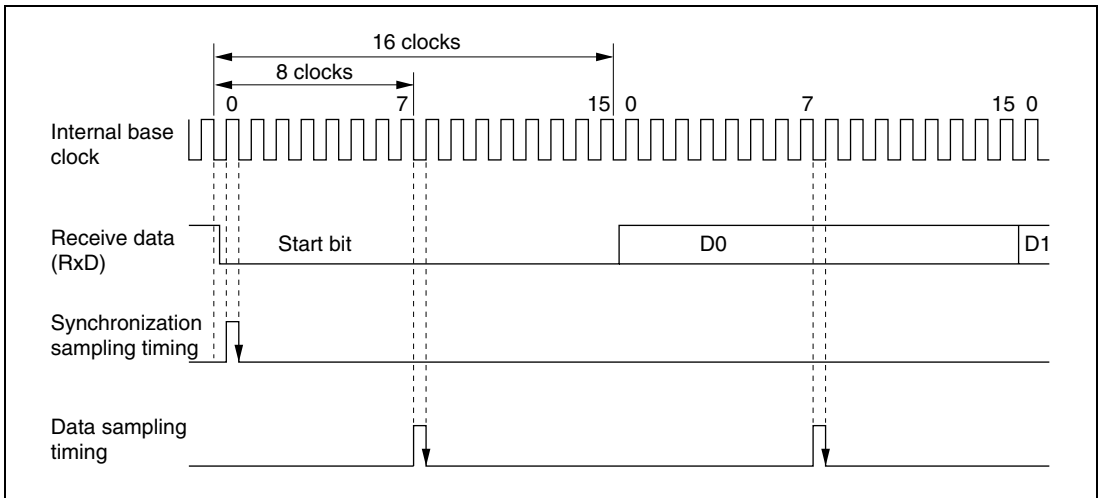 16 clocks
8 clocks
0 7 15 0 7 15 0
Internal base
clock
Receive data
(RxD)
Start bit D0 D1
Synchronization
sampling timing
Data sampling
timing